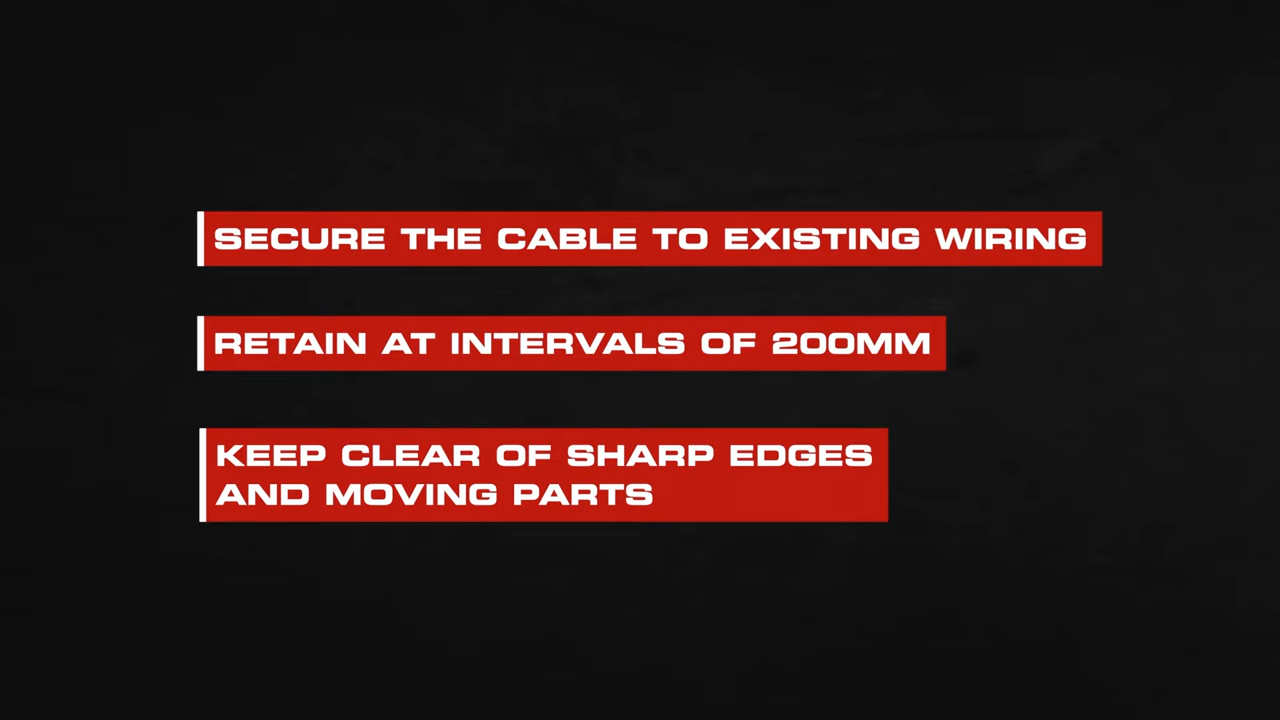 SECURE THE CABLE TO EXISTING WIRING
RETAIN AT INTERVALS OF 200MM
KEEP CLEAR OF SHARP EDGES
AND MOVING PARTS